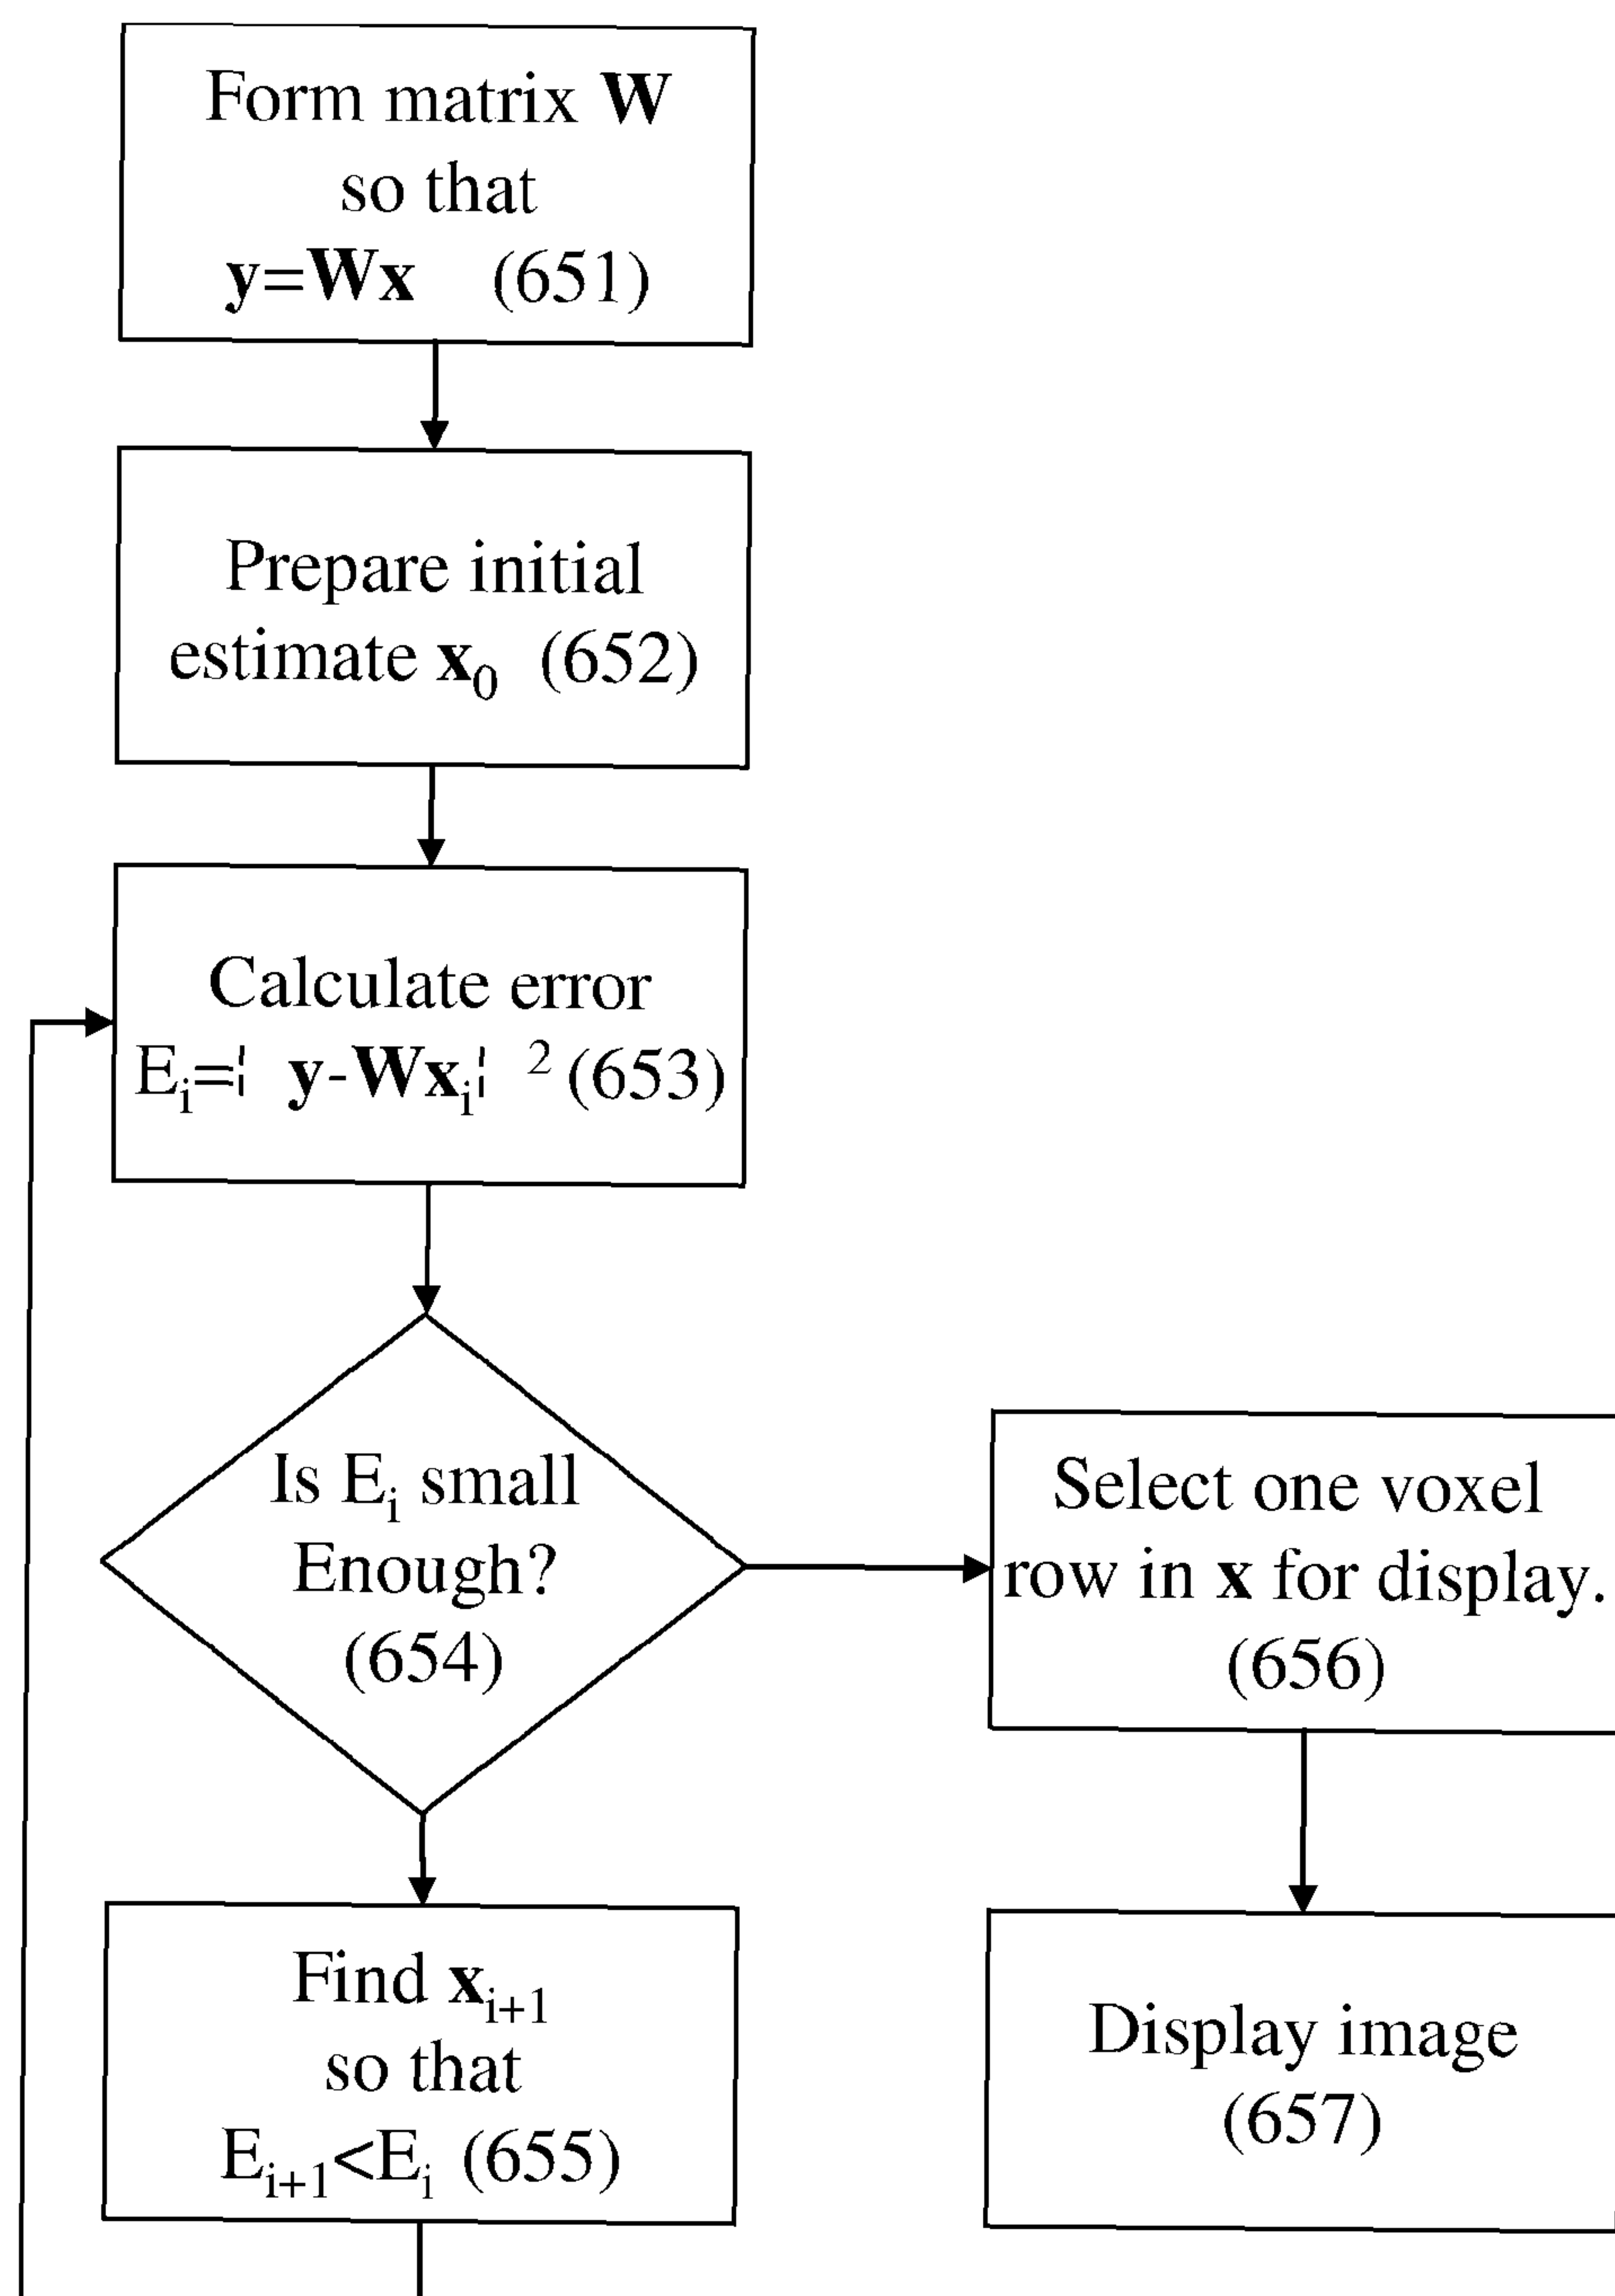 Form matrix W
so that
y=Wx (651)
Prepare initial
estimate x₀ (652)
Calculate error
Eᵢ=¦ y-Wxᵢ¦ ² (653)
Is Eᵢ small
Enough?
(654)
Select one voxel
row in x for display.
(656)
Find xᵢ₊₁
so that
Eᵢ₊₁<Eᵢ (655)
Display image
(657)